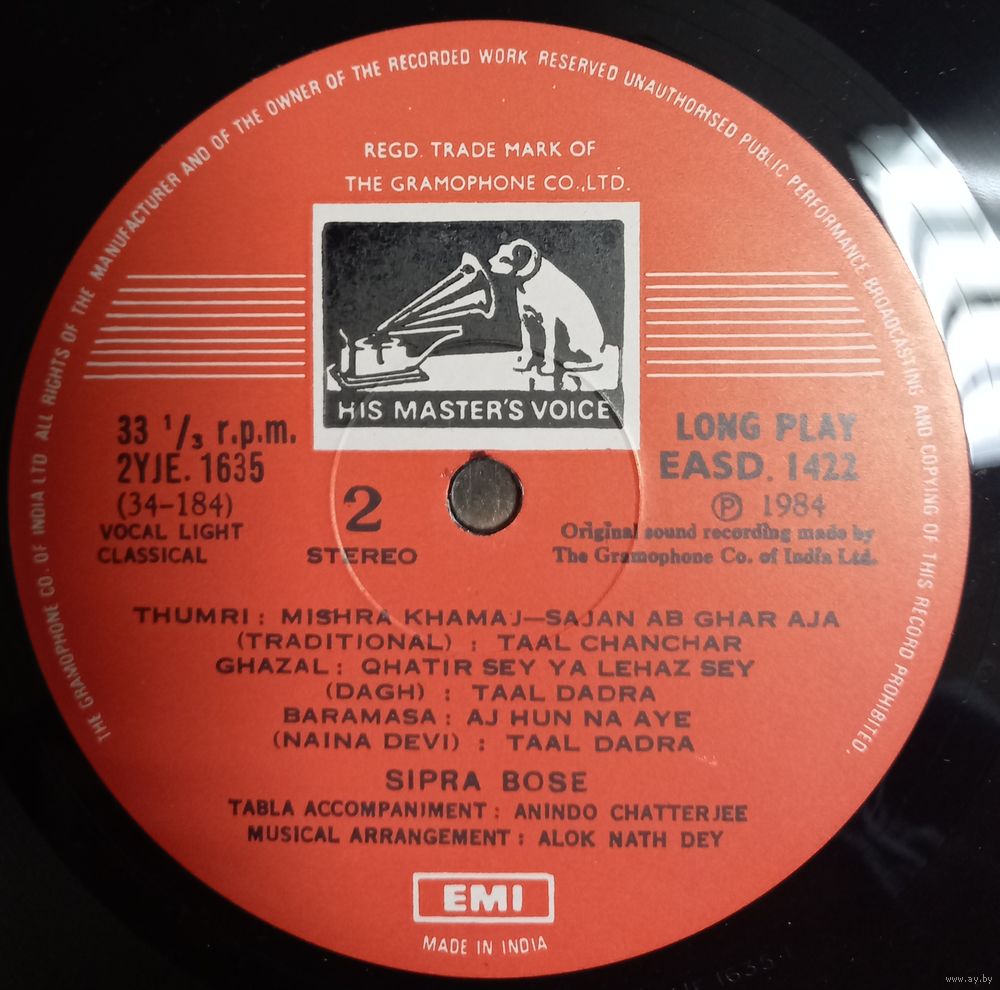 THE GRAMOPHONE CO. OF INDIA LTD ALL RIGHTS OF THE MANUFACTURER AND OF THE OWNER OF THE RECORDED WORK RESERVED UNAUTHORISED PUBLIC PERFORMANCE BROADCASTING AND COPYING OF THIS RECORD PROHIBITED.
REGD. TRADE MARK OF
THE GRAMOPHONE CO.,LTD.
HIS MASTER'S VOICE
33 1/3 r.p.m.
2YJE. 1635
(34-184)
VOCAL LIGHT
CLASSICAL
2
STEREO
LONG PLAY
EASD. 1422
Ⓟ 1984
Original sound recording made by
The Gramophone Co. of India Ltd.
THUMRI : MISHRA KHAMAJ—SAJAN AB GHAR AJA
(TRADITIONAL) : TAAL CHANCHAR
GHAZAL : QHATIR SEY YA LEHAZ SEY
(DAGH) : TAAL DADRA
BARAMASA : AJ HUN NA AYE
(NAINA DEVI) : TAAL DADRA
SIPRA BOSE
TABLA ACCOMPANIMENT : ANINDO CHATTERJEE
MUSICAL ARRANGEMENT : ALOK NATH DEY
EMI
MADE IN INDIA
www.ay.by